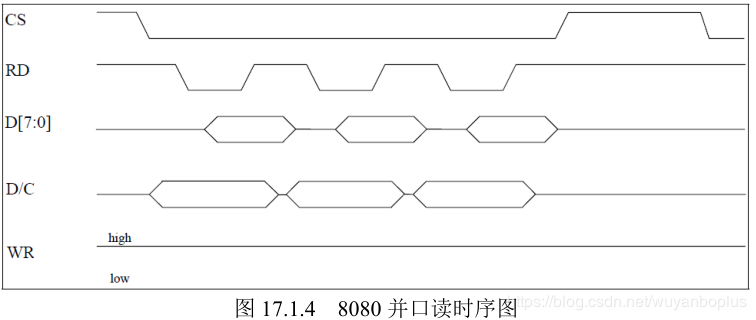 CS
RD
D[7:0]
D/C
high
WR
low
图 17.1.4 8080 并口读时序图
https://blog.csdn.net/wuyanboplus